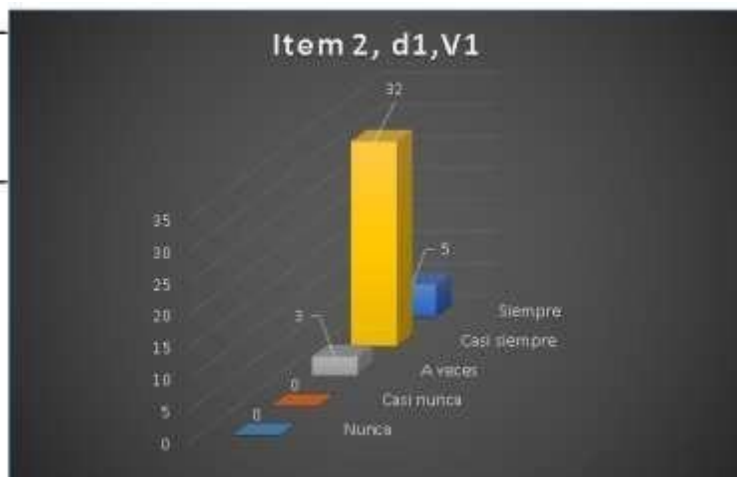 Item 2, d1,V1
32
35
30
25
20
15
10
5
0
5
3
0
0
Siempre
Casi siempre
A veces
Casi nunca
Nunca